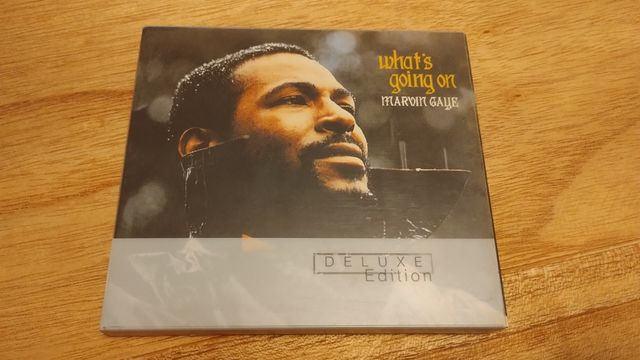 what's
going on
MARVIN GAYE
DELUXE
Edition